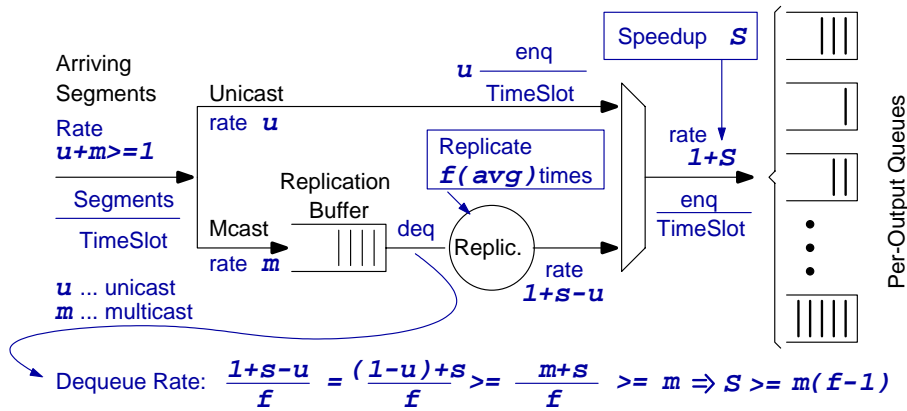 Arriving
Segments
Rate
u+m>=1
Segments
TimeSlot
Unicast
rate u
Mcast
rate m
Replication
Buffer
deq
Replicate
f(avg) times
Replic.
rate
1+s-u
u enq
TimeSlot
Speedup S
rate
1+S
enq
TimeSlot
Per-Output Queues
u ... unicast
m ... multicast
Dequeue Rate: 1+s-u / f = (1-u)+s / f >= m+s / f >= m ⇒ S >= m(f-1)